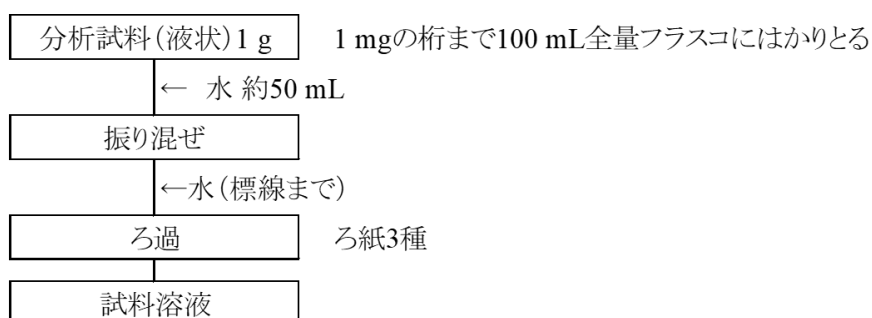 分析試料(液状)1 g 1 mgの桁まで100 mL全量フラスコにはかりとる
← 水 約50 mL
振り混ぜ
←水(標線まで)
ろ過 ろ紙3種
試料溶液